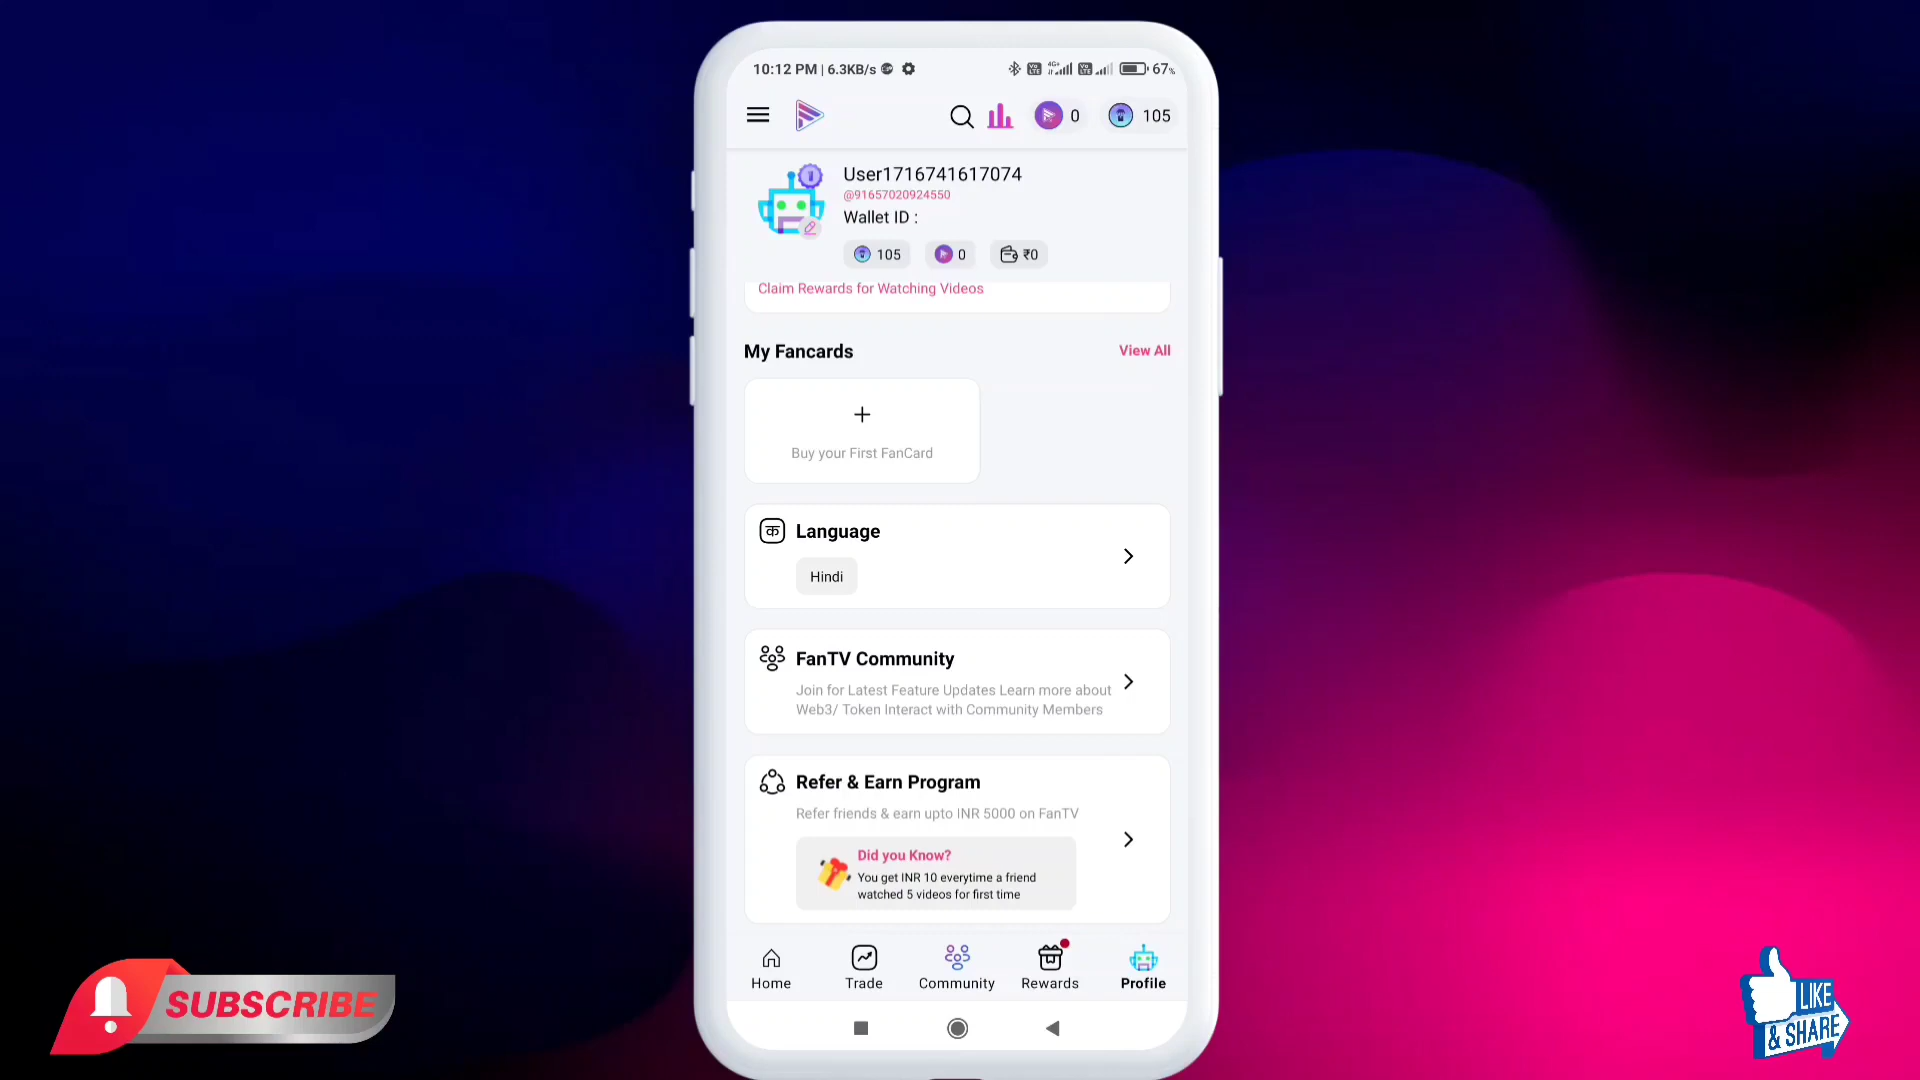 10:12 PM | 6.3KB/s
67%
0
105
User1716741617074
@91657020924550
Wallet ID :
105
0
₹0
Claim Rewards for Watching Videos
My Fancards
View All
+
Buy your First FanCard
क
Language
Hindi
FanTV Community
Join for Latest Feature Updates Learn more about
Web3/ Token Interact with Community Members
Refer & Earn Program
Refer friends & earn upto INR 5000 on FanTV
Did you Know?
You get INR 10 everytime a friend
watched 5 videos for first time
Home
Trade
Community
Rewards
Profile
SUBSCRIBE
LIKE
& SHARE